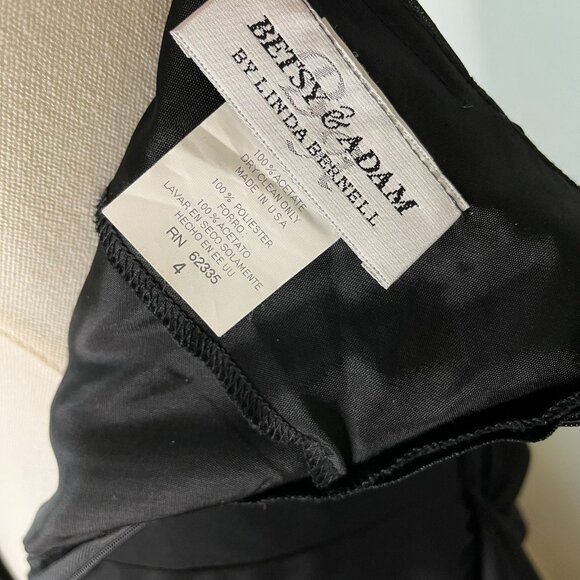 BETSY & ADAM
BY LINDA BERNELL
100% ACETATE
DRY CLEAN ONLY
MADE IN U.S.A
100% POLIESTER
FORRO
100% ACETATO
LAVAR EN SECO SOLAMENTE
HECHO EN EE UU
RN 62335
4